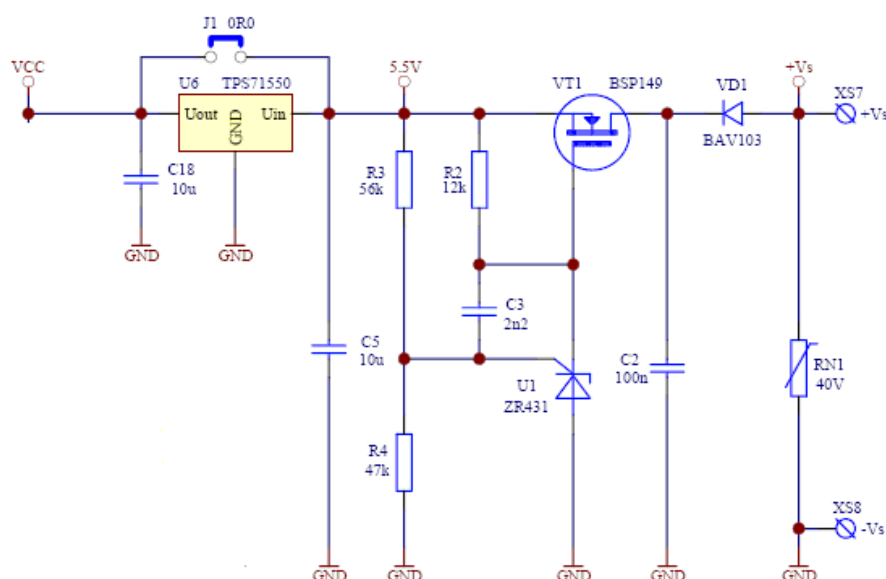 J1 0R0
VCC
U6 TPS71550
5.5V
VT1 BSP149
VD1
+Vs
XS7
Uout GND Uin
+Vs
BAV103
C18
10u
R3
56k
R2
12k
GND
GND
C3
2n2
C5
10u
U1
ZR431
C2
100n
RN1
40V
R4
47k
XS8
-Vs
GND
GND
GND
GND
GND